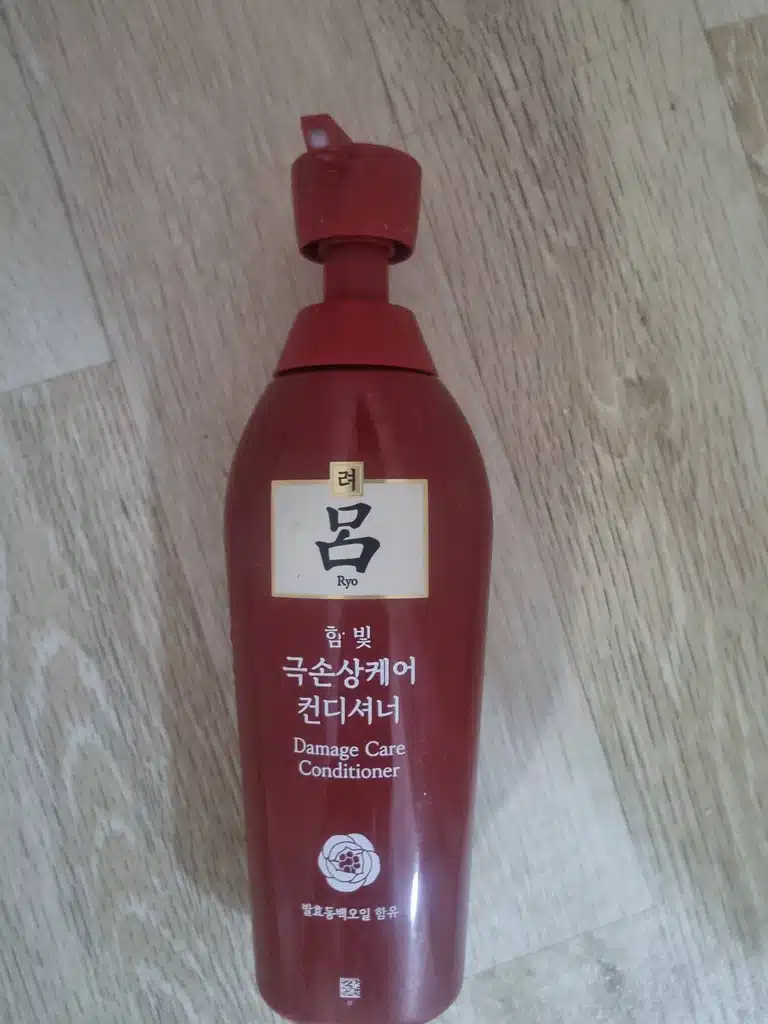 려
呂
Ryo
함빛
극손상케어
컨디셔너
Damage Care
Conditioner
발효동백오일 함유